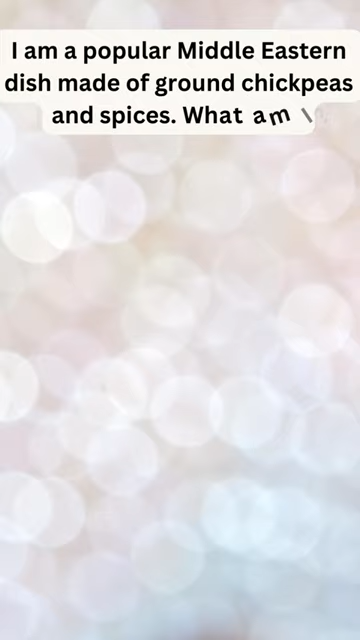 I am a popular Middle Eastern
dish made of ground chickpeas
and spices. What am I